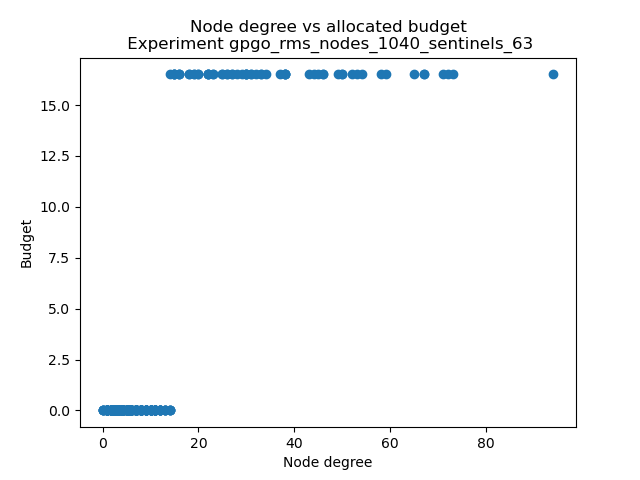 Node degree vs allocated budget
Experiment gpgo_rms_nodes_1040_sentinels_63
15.0
12.5
10.0
7.5
5.0
2.5
0.0
Budget
0 20 40 60 80
Node degree